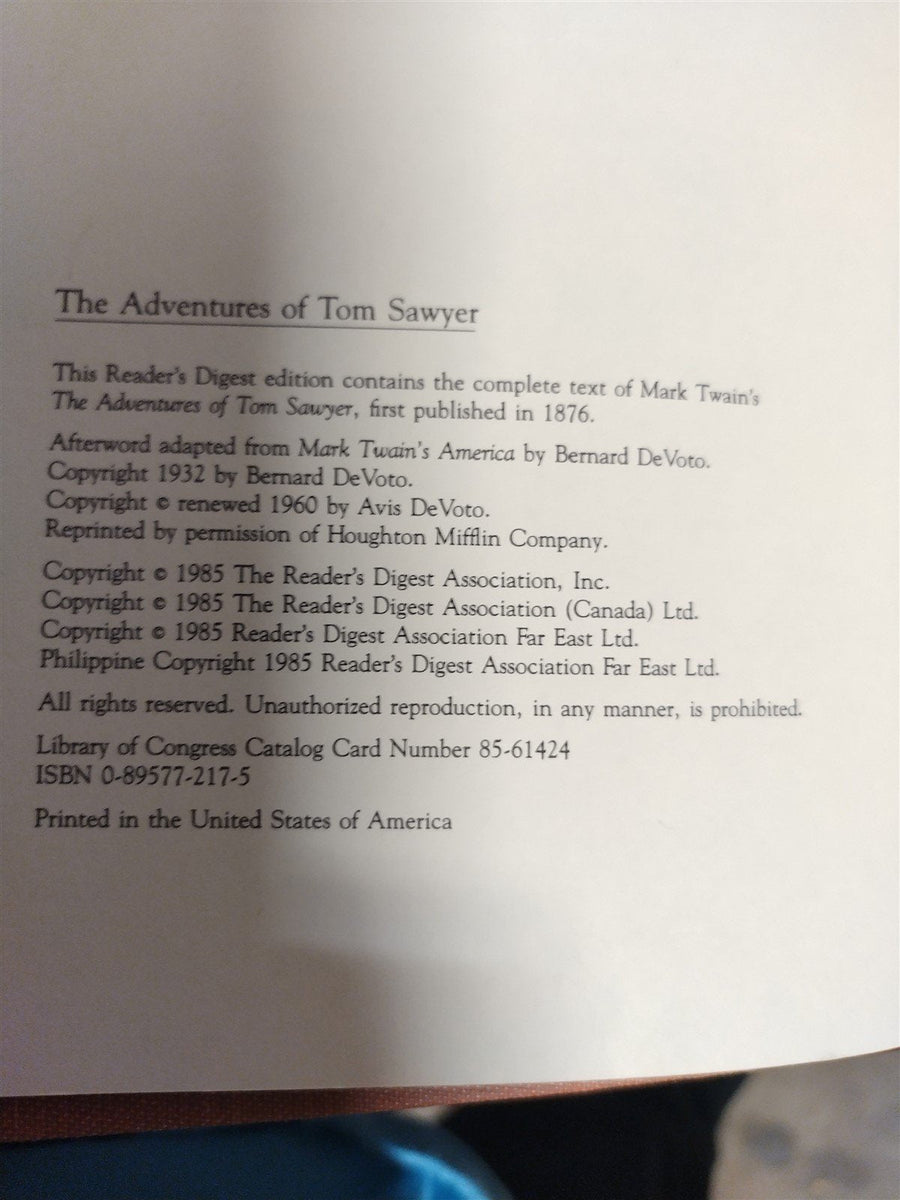 The Adventures of Tom Sawyer
This Reader's Digest edition contains the complete text of Mark Twain's
The Adventures of Tom Sawyer, first published in 1876.
Afterword adapted from Mark Twain's America by Bernard DeVoto.
Copyright 1932 by Bernard DeVoto.
Copyright © renewed 1960 by Avis DeVoto.
Reprinted by permission of Houghton Mifflin Company.
Copyright © 1985 The Reader's Digest Association, Inc.
Copyright © 1985 The Reader's Digest Association (Canada) Ltd.
Copyright © 1985 Reader's Digest Association Far East Ltd.
Philippine Copyright 1985 Reader's Digest Association Far East Ltd.
All rights reserved. Unauthorized reproduction, in any manner, is prohibited.
Library of Congress Catalog Card Number 85-61424
ISBN 0-89577-217-5
Printed in the United States of America